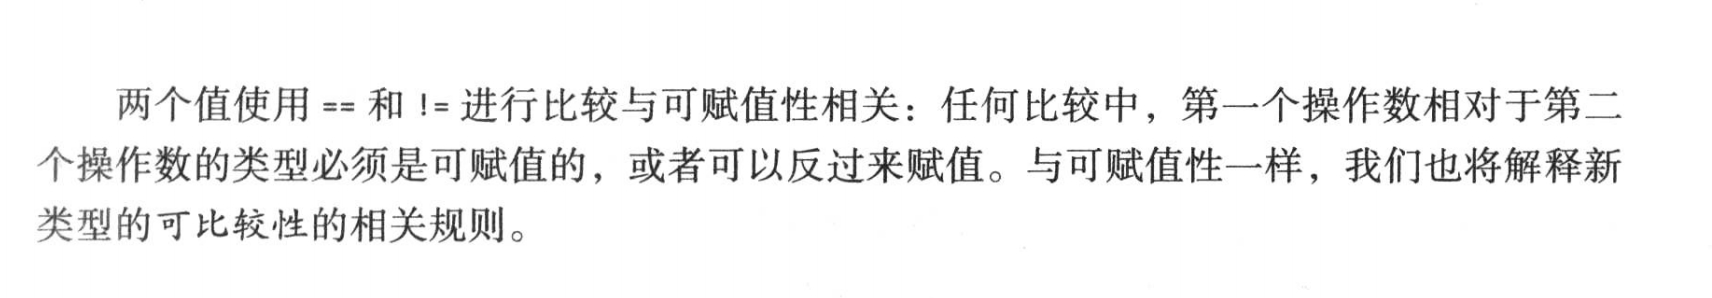 两个值使用 == 和 != 进行比较与可赋值性相关：任何比较中，第一个操作数相对于第二
个操作数的类型必须是可赋值的，或者可以反过来赋值。与可赋值性一样，我们也将解释新
类型的可比较性的相关规则。